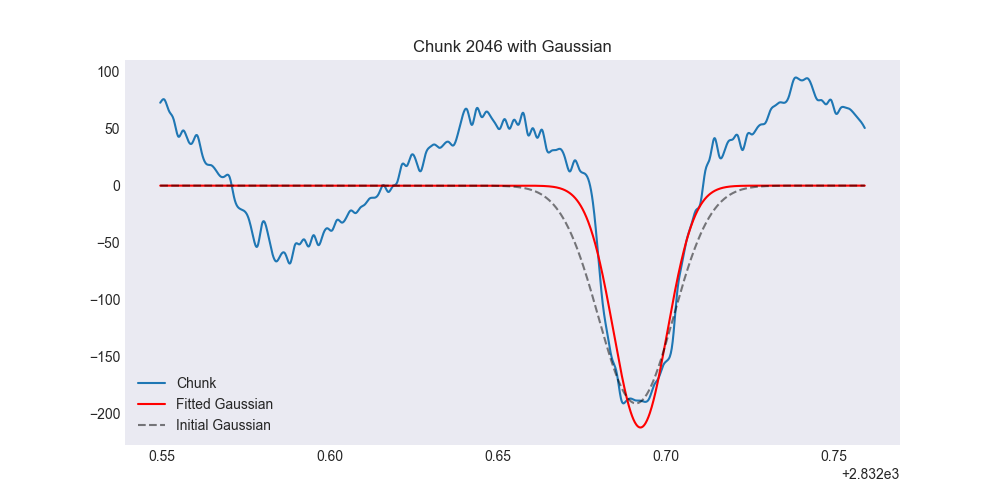 Chunk 2046 with Gaussian
100
50
0
−50
−100
−150
−200
Chunk
Fitted Gaussian
Initial Gaussian
0.55 0.60 0.65 0.70 0.75
+2.832e3